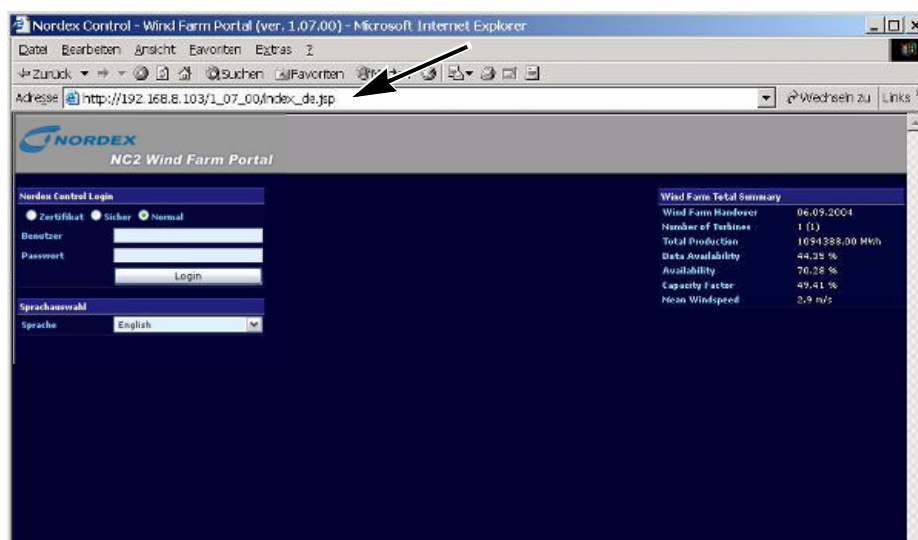 Nordex Control - Wind Farm Portal (ver. 1.07.00) - Microsoft Internet Explorer
Datei Bearbeiten Ansicht Favoriten Extras ?
Zurück Suchen Favoriten
Adresse http://192.168.8.103/1_07_00/index_de.jsp Wechseln zu Links
NORDEX
NC2 Wind Farm Portal
Nordex Control Login
Zertifikat Sicher Normal
Benutzer
Passwort
Login
Sprachauswahl
Sprache English
Wind Farm Total Summary
Wind Farm Handover 06.09.2004
Number of Turbines 1 (1)
Total Production 1094388.00 MWh
Data Availability 44.35 %
Availability 70.28 %
Capacity Factor 49.41 %
Mean Windspeed 2.9 m/s